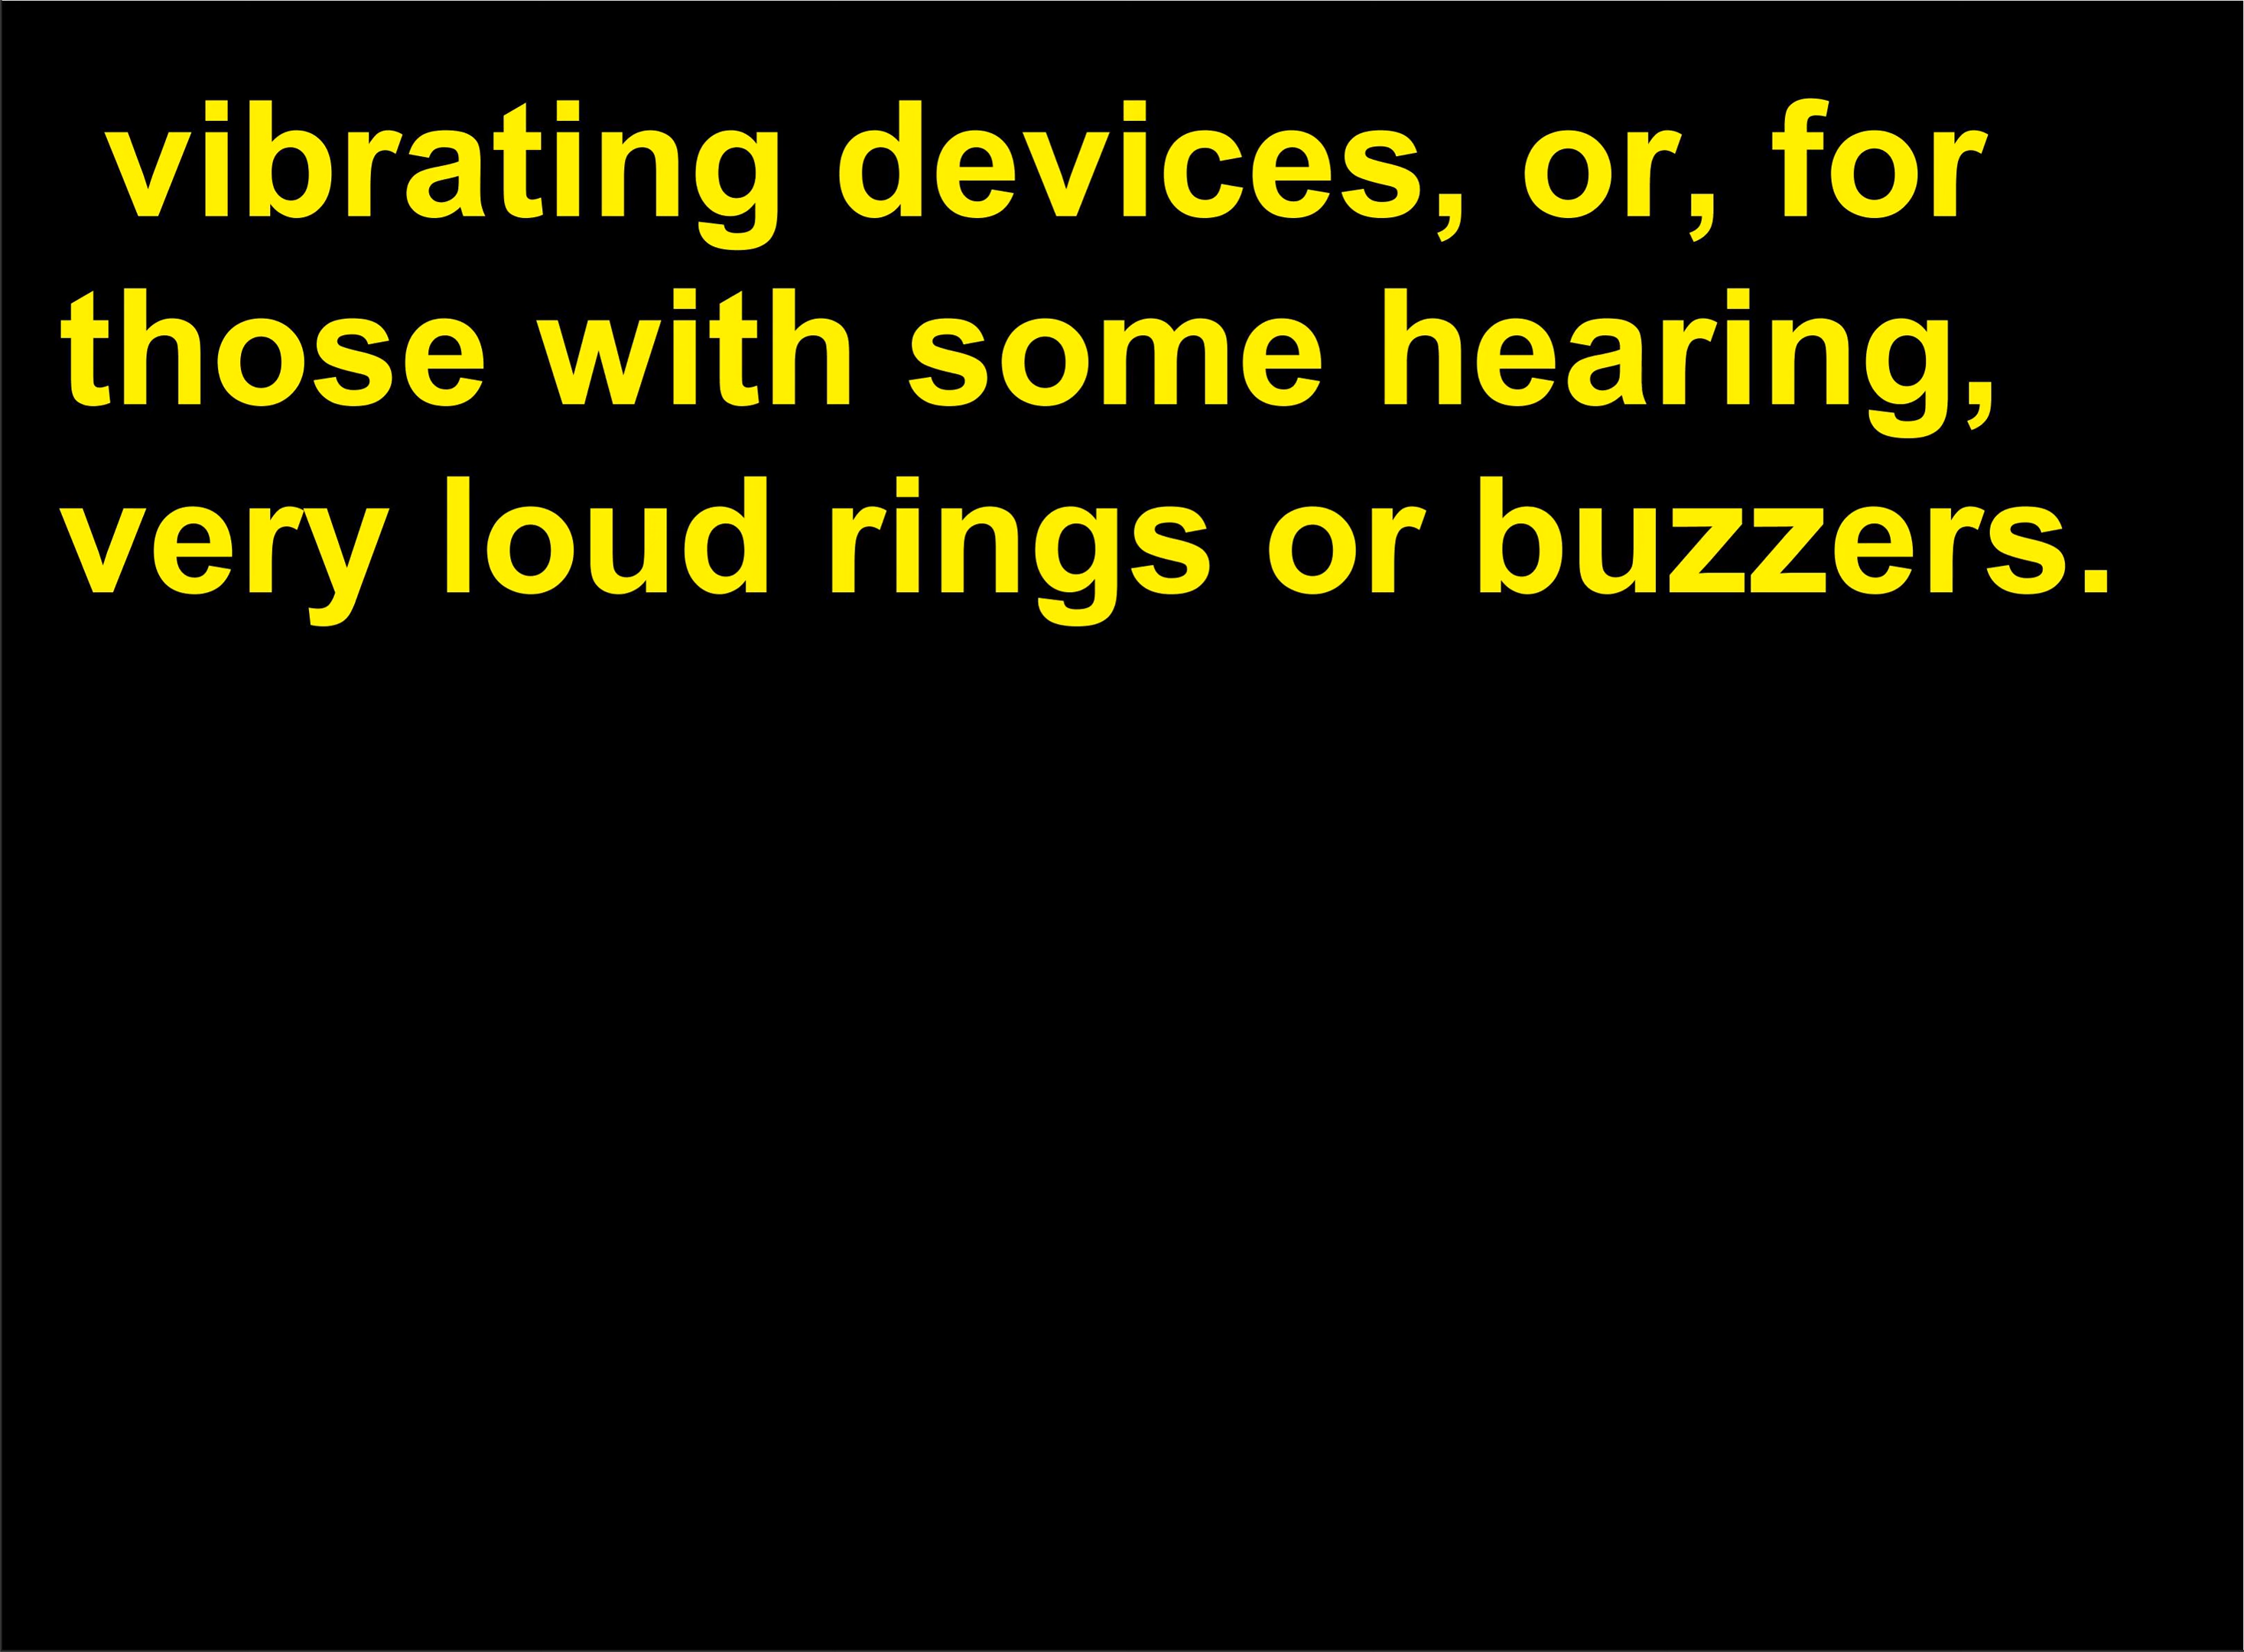 vibrating devices, or, for
those with some hearing,
very loud rings or buzzers.